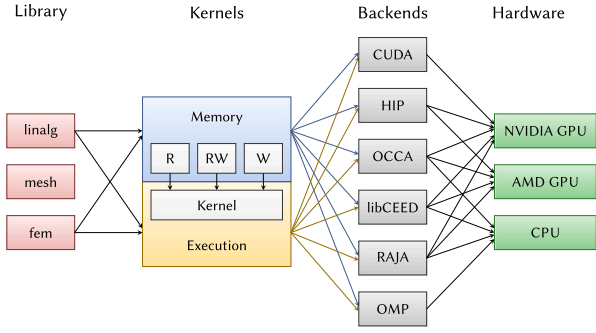 Library
Kernels
Backends
Hardware
linalg
mesh
fem
Memory
R
RW
W
Kernel
Execution
CUDA
HIP
OCCA
libCEED
RAJA
OMP
NVIDIA GPU
AMD GPU
CPU